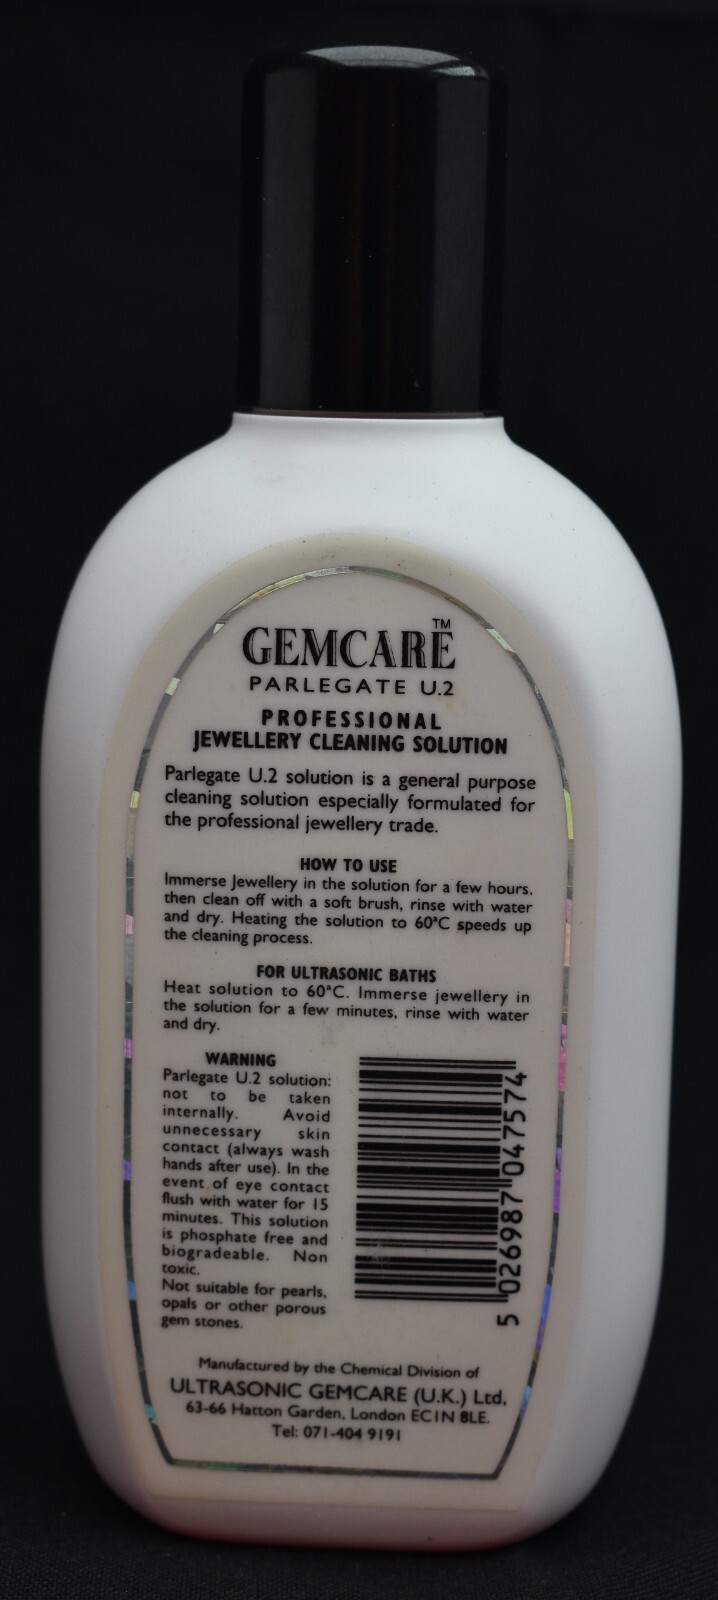 GEMCARE™
PARLEGATE U.2
PROFESSIONAL
JEWELLERY CLEANING SOLUTION
Parlegate U.2 solution is a general purpose
cleaning solution especially formulated for
the professional jewellery trade.
HOW TO USE
Immerse Jewellery in the solution for a few hours.
then clean off with a soft brush, rinse with water
and dry. Heating the solution to 60ªC speeds up
the cleaning process.
FOR ULTRASONIC BATHS
Heat solution to 60ªC. Immerse jewellery in
the solution for a few minutes, rinse with water
and dry.
WARNING
Parlegate U.2 solution:
not to be taken
internally. Avoid
unnecessary skin
contact (always wash
hands after use). In the
event of eye contact
flush with water for 15
minutes. This solution
is phosphate free and
biogradeable. Non
toxic.
Not suitable for pearls,
opals or other porous
gem stones.
5 026987 047574
Manufactured by the Chemical Division of
ULTRASONIC GEMCARE (U.K.) Ltd,
63-66 Hatton Garden, London EC1N 8LE.
Tel: 071-404 9191